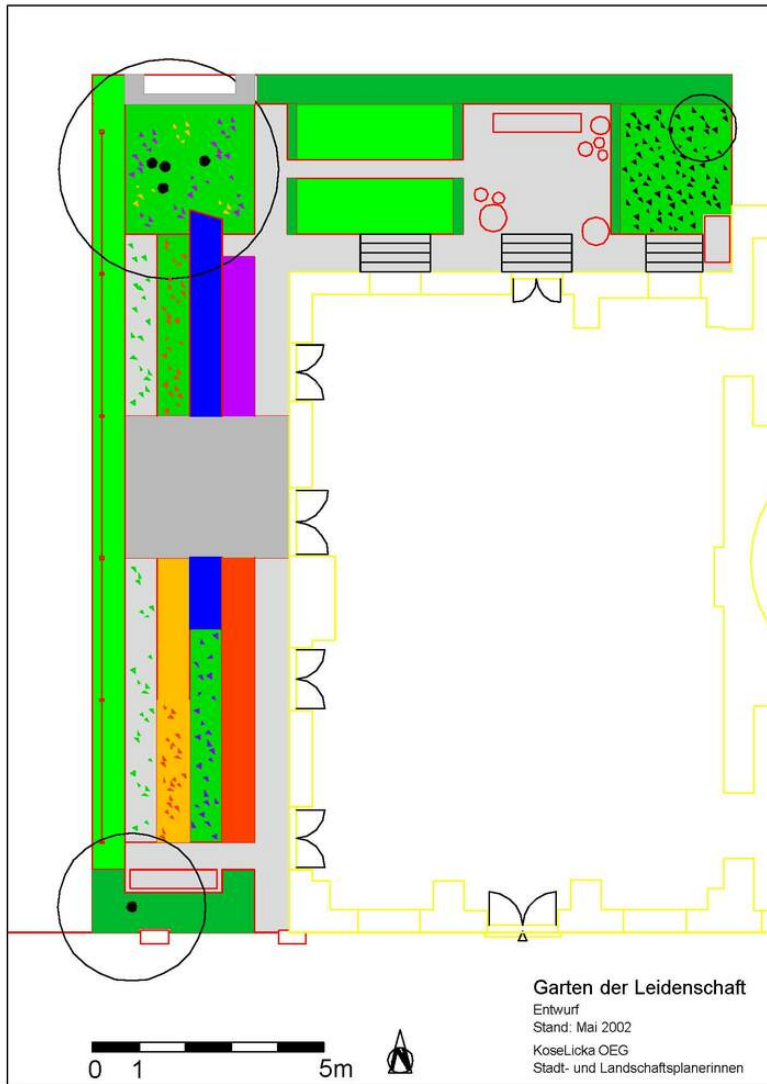 Garten der Leidenschaft
Entwurf
Stand: Mai 2002
KoseLicka OEG
Stadt- und Landschaftsplanerinnen
0 1 5m